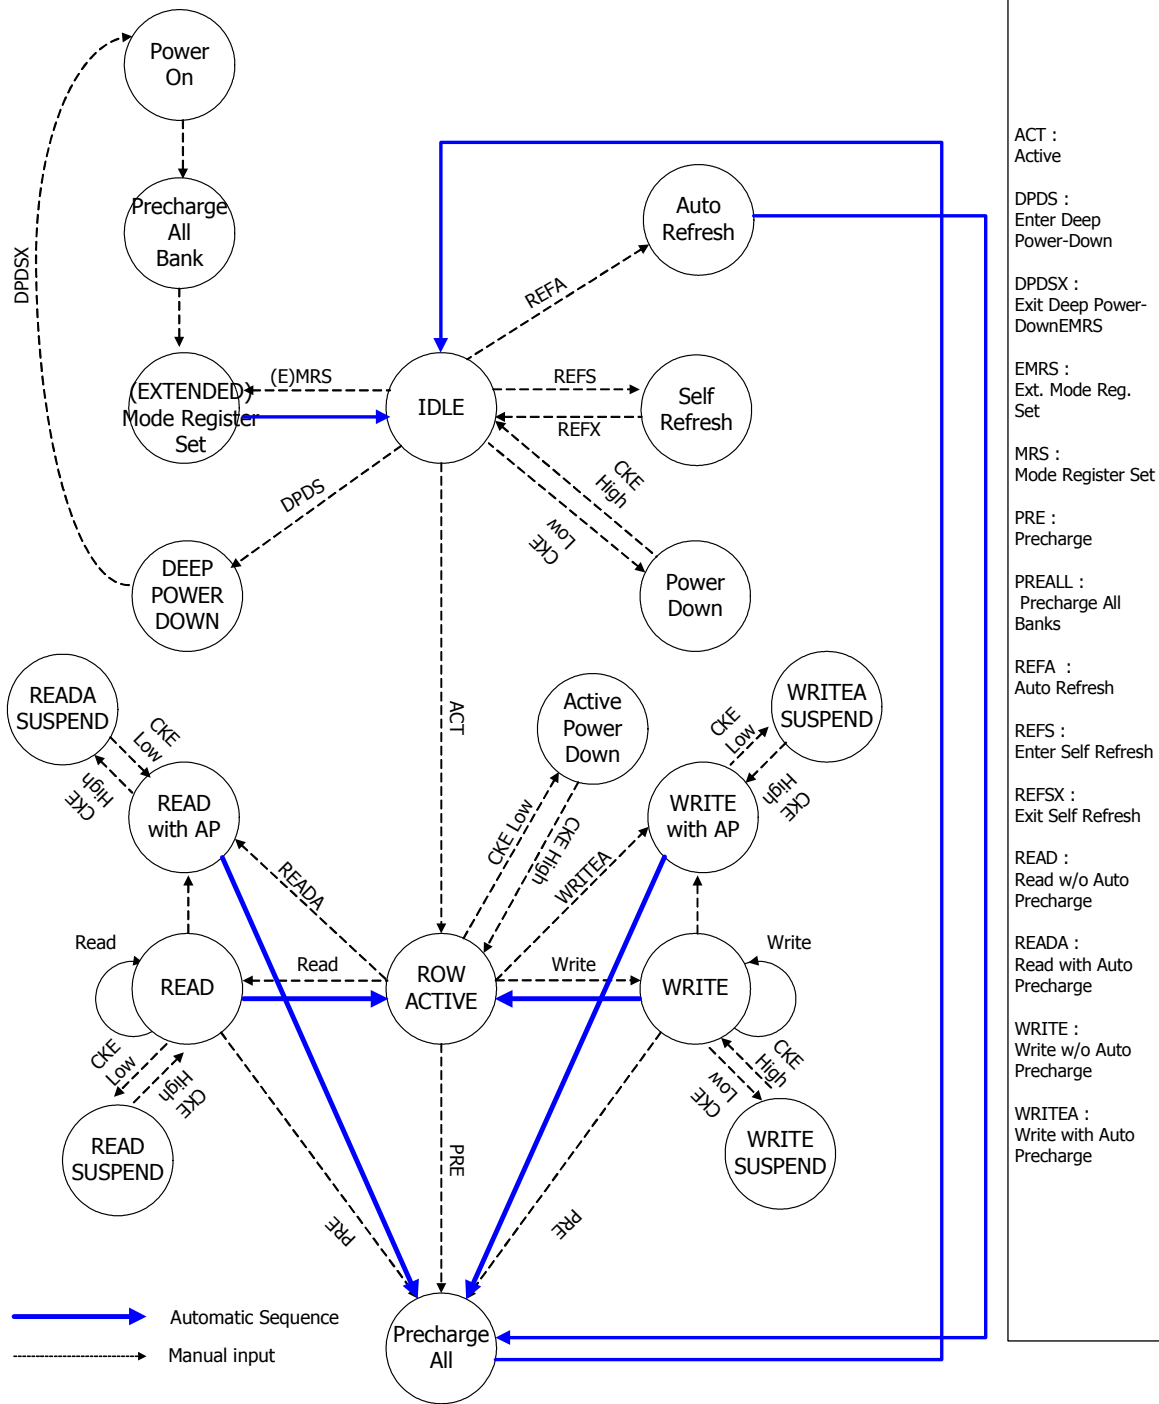 Power
On
Precharge
All
Bank
DPDSX
Auto
Refresh
REFA
(E)MRS
(EXTENDED)
Mode Register
Set
IDLE
REFS
REFX
Self
Refresh
CKE
High
CKE
Low
DPDS
DEEP
POWER
DOWN
Power
Down
READA
SUSPEND
CKE
Low
CKE
High
ACT
Active
Power
Down
WRITEA
SUSPEND
CKE
Low
CKE
High
READ
with AP
CKE Low
CKE High
WRITE
with AP
READA
WRITEA
Read
READ
Read
ROW
ACTIVE
Write
WRITE
Write
CKE
Low
CKE
High
CKE
High
CKE
Low
READ
SUSPEND
WRITE
SUSPEND
PRE
PRE
PRE
Precharge
All
Automatic Sequence
Manual input
ACT :
Active
DPDS :
Enter Deep
Power-Down
DPDSX :
Exit Deep Power-
DownEMRS
EMRS :
Ext. Mode Reg.
Set
MRS :
Mode Register Set
PRE :
Precharge
PREALL :
Precharge All
Banks
REFA :
Auto Refresh
REFS :
Enter Self Refresh
REFSX :
Exit Self Refresh
READ :
Read w/o Auto
Precharge
READA :
Read with Auto
Precharge
WRITE :
Write w/o Auto
Precharge
WRITEA :
Write with Auto
Precharge